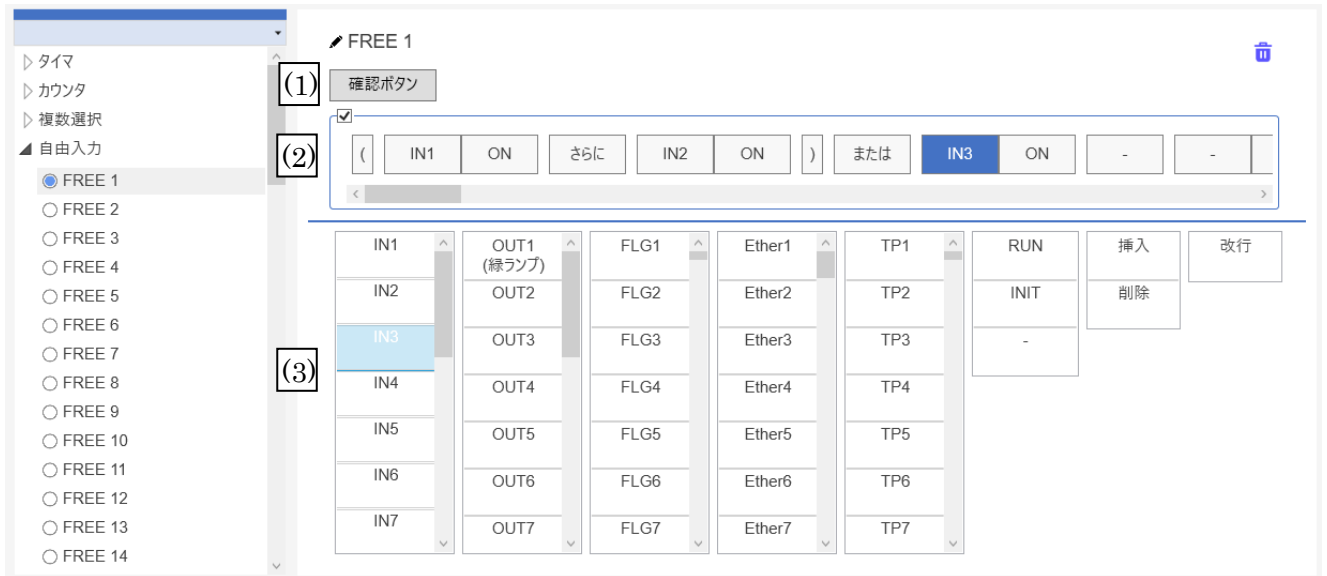 タイマ
カウンタ
複数選択
自由入力
FREE 1
FREE 2
FREE 3
FREE 4
FREE 5
FREE 6
FREE 7
FREE 8
FREE 9
FREE 10
FREE 11
FREE 12
FREE 13
FREE 14
FREE 1
(1) 確認ボタン
(2) ( IN1 ON さらに IN2 ON ) または IN3 ON - -
(3)
IN1 OUT1 FLG1 Ether1 TP1 RUN 挿入 改行
(緑ランプ)
IN2 OUT2 FLG2 Ether2 TP2 INIT 削除
IN3 OUT3 FLG3 Ether3 TP3 -
IN4 OUT4 FLG4 Ether4 TP4
IN5 OUT5 FLG5 Ether5 TP5
IN6 OUT6 FLG6 Ether6 TP6
IN7 OUT7 FLG7 Ether7 TP7